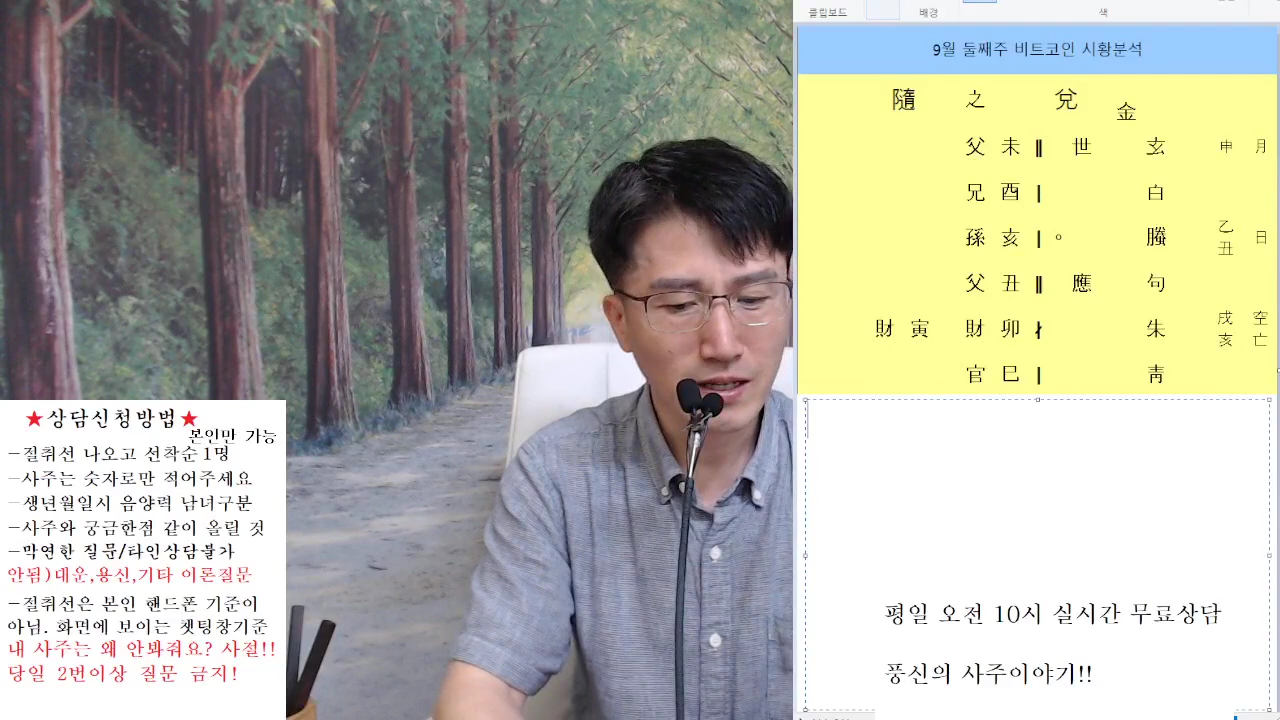 ★상담신청방법★
본인만 가능
-질취선 나오고 선착순1명
-사주는 숫자로만 적어주세요
-생년월일시 음양력 남녀구분
-사주와 궁금한점 같이 올릴 것
-막연한 질문/타인상담불가
안됨)대운,용신,기타 이론질문
-질취선은 본인 핸드폰 기준이
아님. 화면에 보이는 챗팅창기준
내 사주는 왜 안봐줘요? 사절!!
당일 2번이상 질문 금지!
클립보드 배경 색
9월 둘째주 비트코인 시황분석
隨 之 兌 金
父 未 世 玄 申 月
兄 酉 白
孫 亥 螣 乙丑 日
父 丑 應 句
財 寅 財 卯 朱 戌亥 空亡
官 巳 靑
평일 오전 10시 실시간 무료상담
풍신의 사주이야기!!